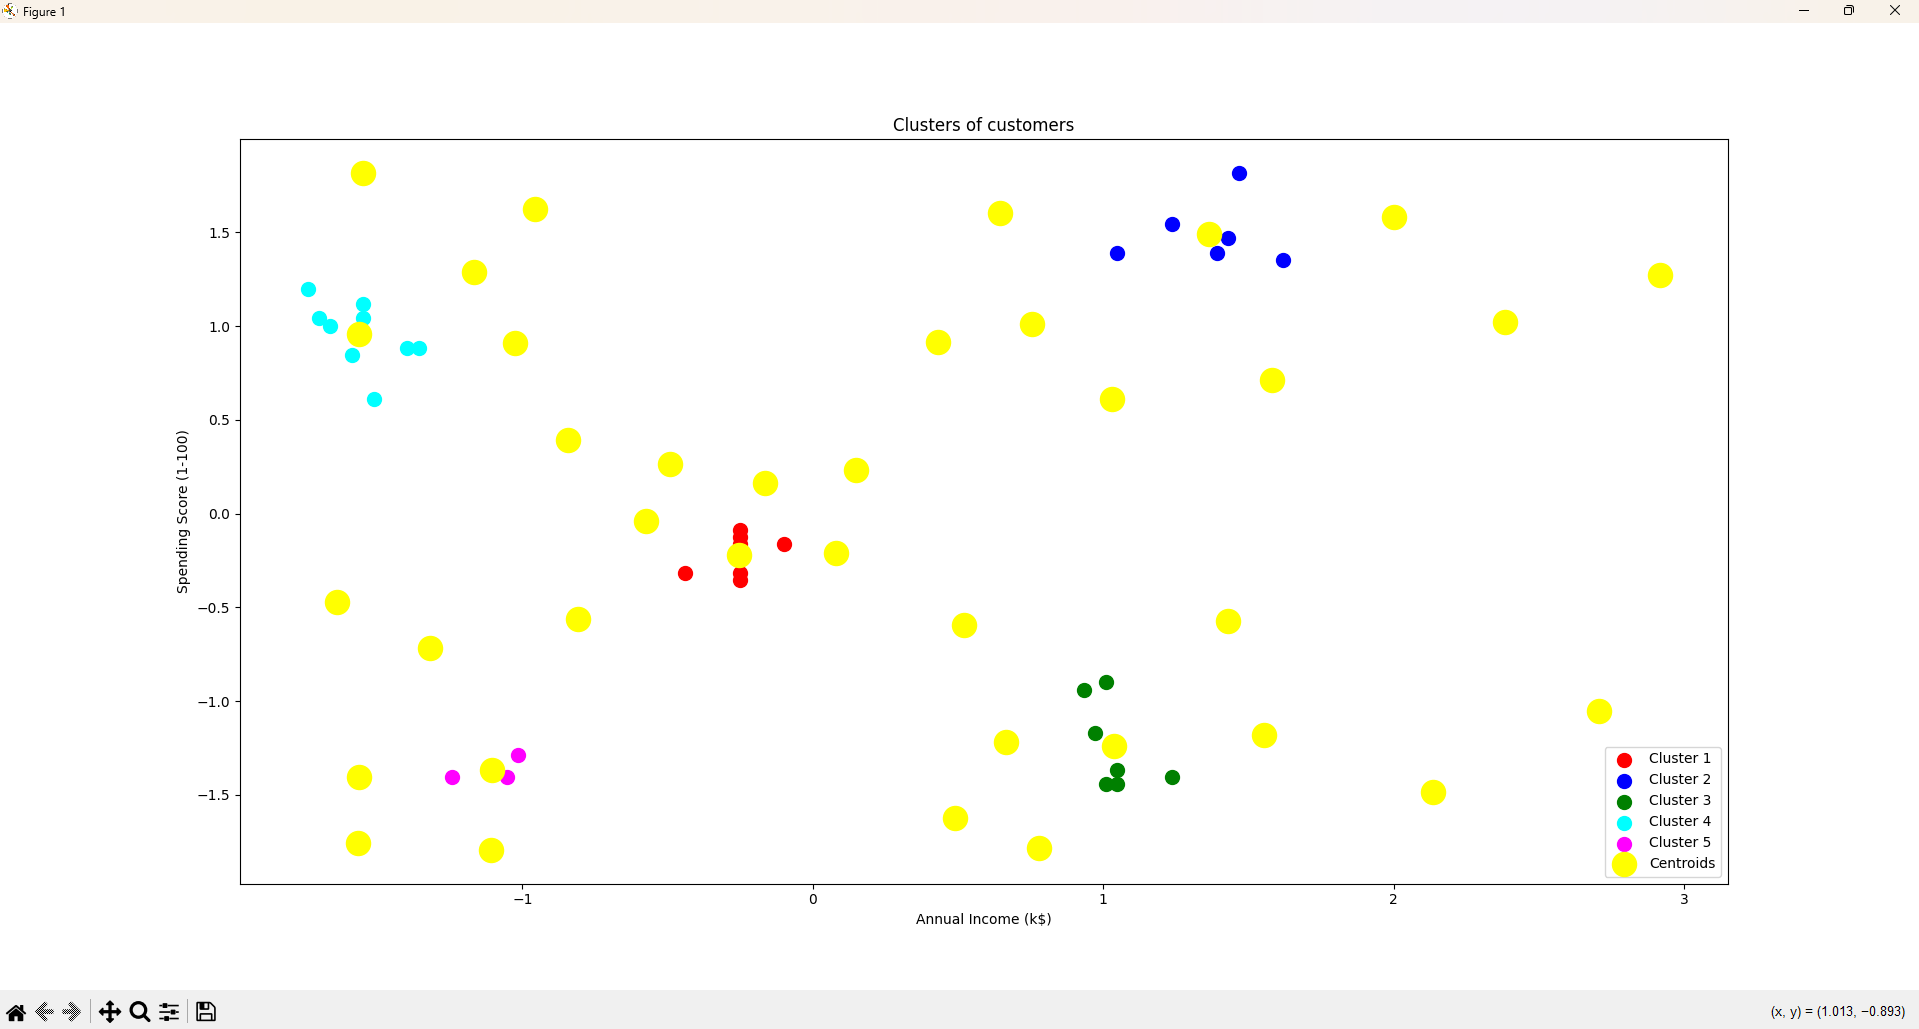 Figure 1
Clusters of customers
1.5
1.0
0.5
0.0
−0.5
−1.0
−1.5
Spending Score (1-100)
−1
0
1
2
3
Annual Income (k$)
Cluster 1
Cluster 2
Cluster 3
Cluster 4
Cluster 5
Centroids
(x, y) = (1.013, −0.893)